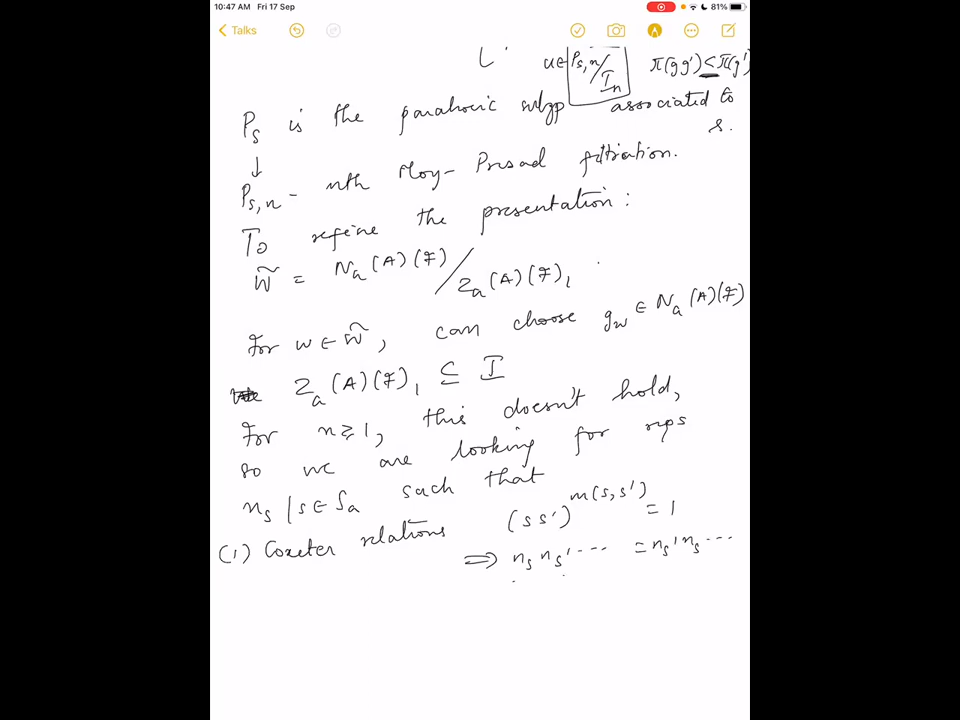 10:47 AM Fri 17 Sep
81%
Talks
u∈ P_{s,n}/I_n π(gg') ≤ π(g')
P_s is the parahoric subgp associated to s.
↓
P_{s,n} - nth Moy-Prasad filtration.
To refine the presentation:
W̃ = N_G(A)(F)/Z_G(A)(F)_1
For w ∈ W̃, can choose g_w ∈ N_G(A)(F)
Z_G(A)(F)_1 ⊆ I
For n≥1, this doesn't hold,
so we are looking for reps
n_s | s ∈ S_a such that
(1) Coxeter relations (ss')^{m(s,s')} = 1
⇒ n_s n_s' ... = n_s' n_s ...